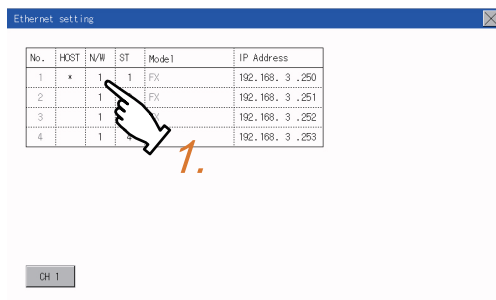 Ethernet setting
No. HOST N/W ST Model IP Address
1 * 1 1 FX 192.168. 3 .250
2 1 FX 192.168. 3 .251
3 1 192.168. 3 .252
4 1 4 192.168. 3 .253
1.
CH 1